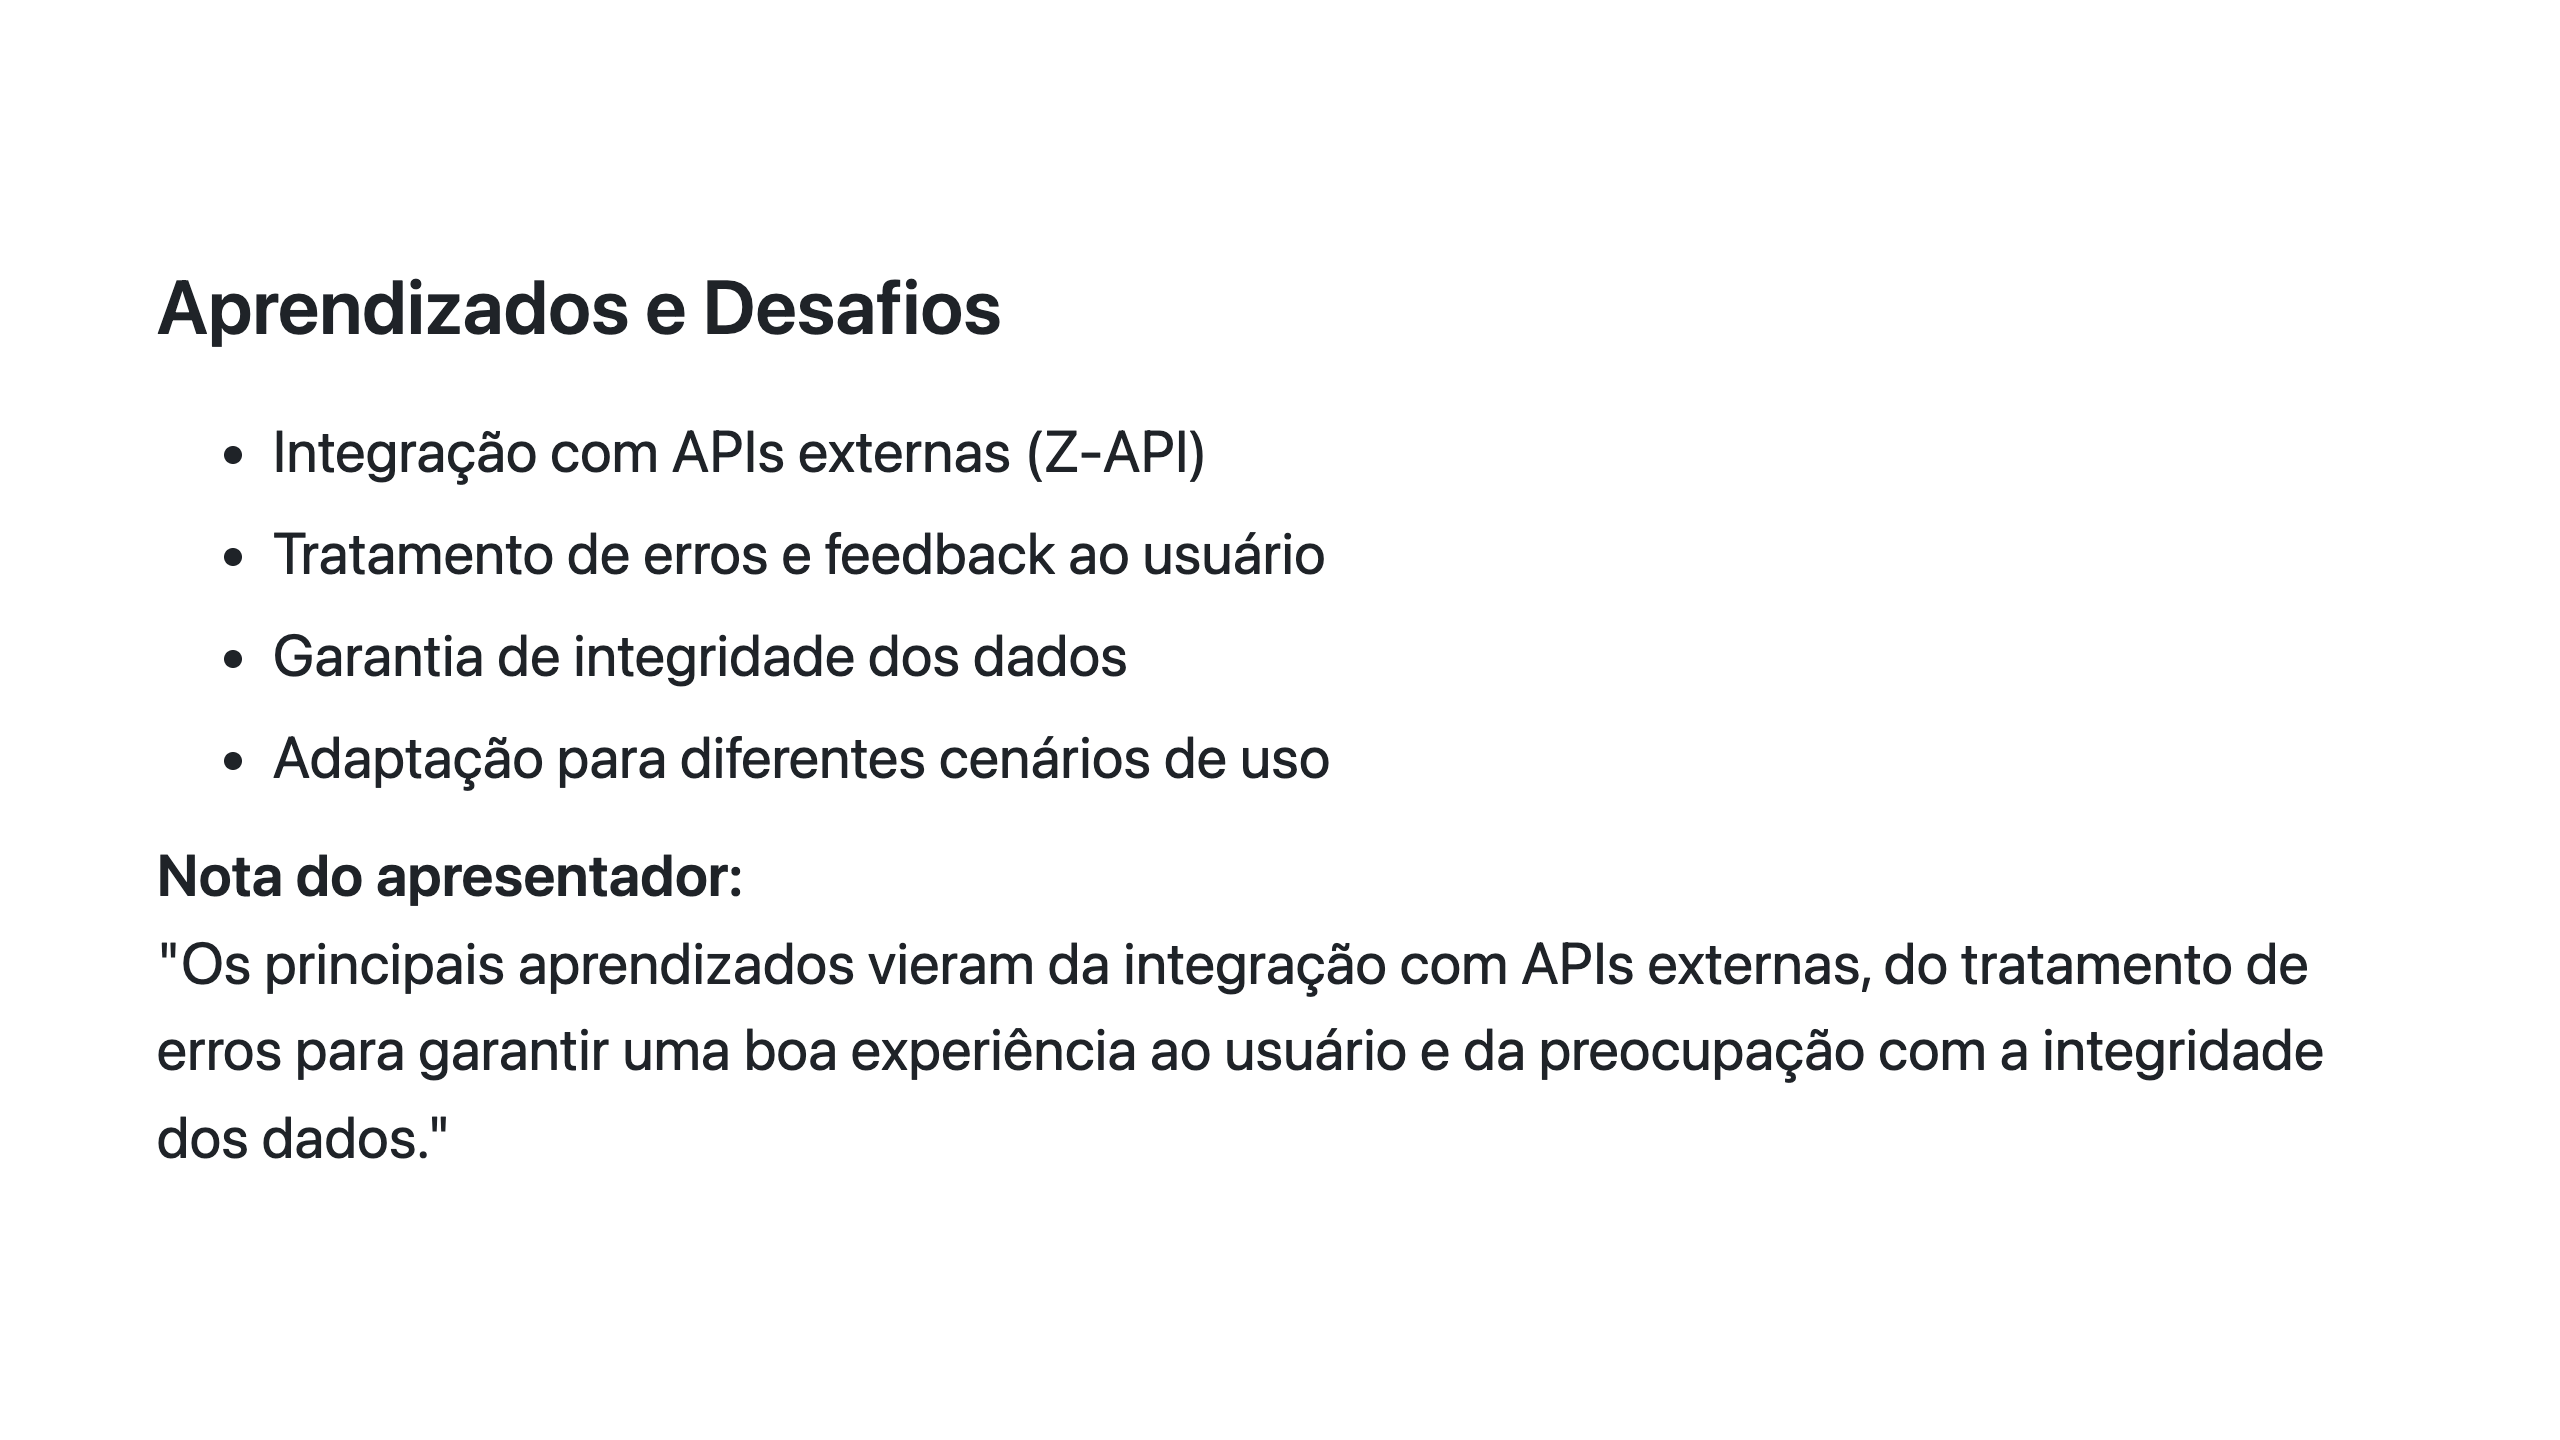 Aprendizados e Desafios
• Integração com APIs externas (Z-API)
• Tratamento de erros e feedback ao usuário
• Garantia de integridade dos dados
• Adaptação para diferentes cenários de uso
Nota do apresentador:
"Os principais aprendizados vieram da integração com APIs externas, do tratamento de
erros para garantir uma boa experiência ao usuário e da preocupação com a integridade
dos dados."